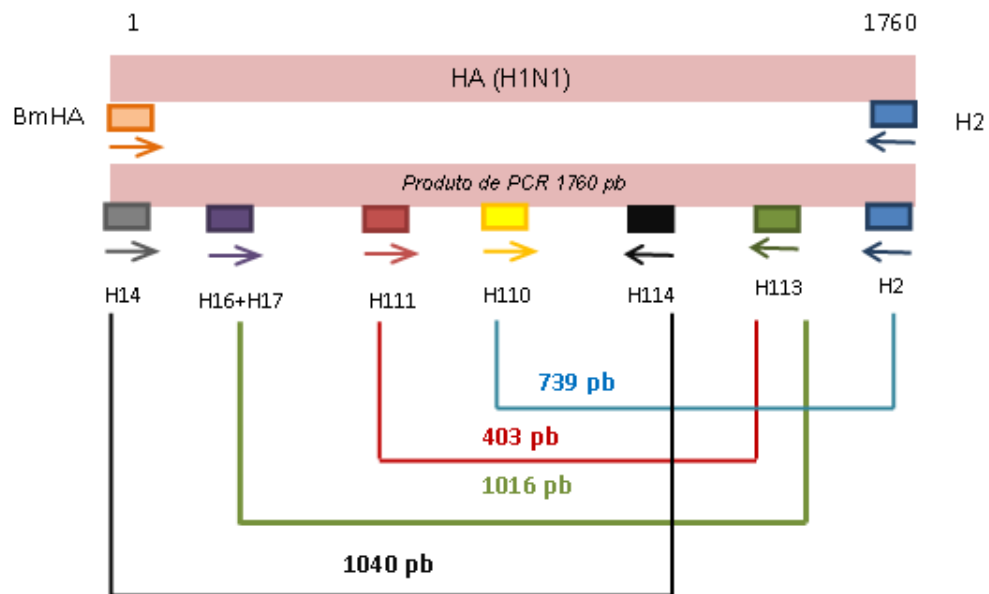 1 1760
HA (H1N1)
BmHA H2
Produto de PCR 1760 pb
H14 H16+H17 H111 H110 H114 H113 H2
739 pb
403 pb
1016 pb
1040 pb